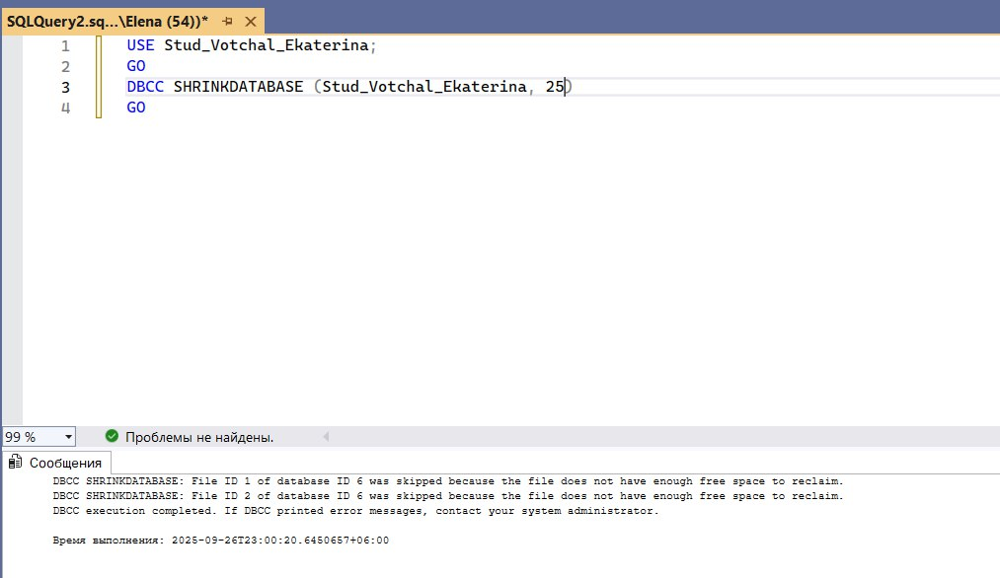 SQLQuery2.sq...\Elena (54))*
1 USE Stud_Votchal_Ekaterina;
2 GO
3 DBCC SHRINKDATABASE (Stud_Votchal_Ekaterina, 25)
4 GO
99 % Проблемы не найдены.
Сообщения
DBCC SHRINKDATABASE: File ID 1 of database ID 6 was skipped because the file does not have enough free space to reclaim.
DBCC SHRINKDATABASE: File ID 2 of database ID 6 was skipped because the file does not have enough free space to reclaim.
DBCC execution completed. If DBCC printed error messages, contact your system administrator.
Время выполнения: 2025-09-26T23:00:20.6450657+06:00